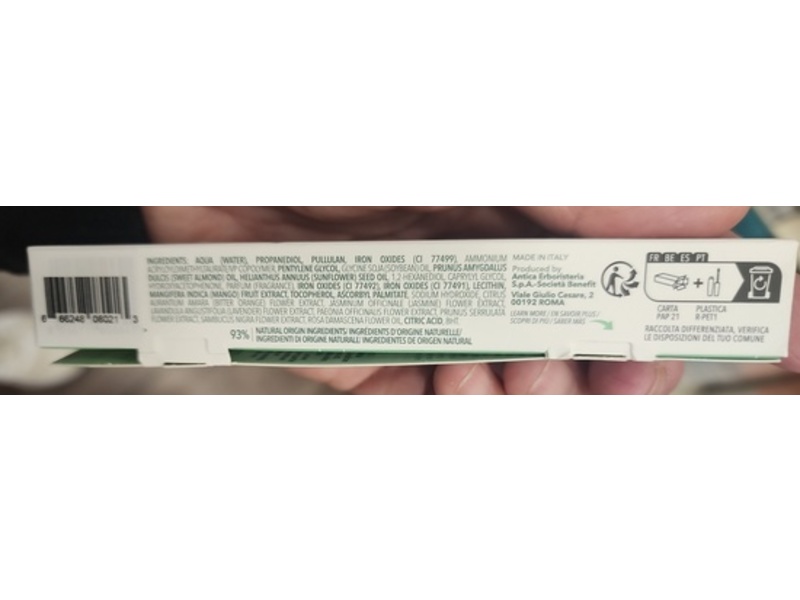 INGREDIENTS. AQUA (WATER), PROPANEDIOL, PULLULAN, IRON OXIDES (CI 77499), AMMONIUM
ACRYLOYLDIMETHYLTAURATE/VP COPOLYMER, PENTYLENE GLYCOL, GLYCINE SOJA (SOYBEAN) OIL, PRUNUS AMYGDALUS
DULCIS (SWEET ALMOND) OIL, HELIANTHUS ANNUUS (SUNFLOWER) SEED OIL, 1,2-HEXANEDIOL, CAPRYLYL GLYCOL,
HYDROXYACETOPHENONE, PARFUM (FRAGRANCE), IRON OXIDES (CI 77492), IRON OXIDES (CI 77491), LECITHIN,
MANGIFERA INDICA (MANGO) FRUIT EXTRACT, TOCOPHEROL, ASCORBYL PALMITATE, SODIUM HYDROXIDE, CITRUS
AURANTIUM AMARA (BITTER ORANGE) FLOWER EXTRACT, JASMINUM OFFICINALE (JASMINE) FLOWER EXTRACT,
LAVANDULA ANGUSTIFOLIA (LAVENDER) FLOWER EXTRACT, PAEONIA OFFICINALIS FLOWER EXTRACT, PRUNUS SERRULATA
FLOWER EXTRACT, SAMBUCUS NIGRA FLOWER EXTRACT, ROSA DAMASCENA FLOWER OIL, CITRIC ACID, BHT.
93% NATURAL ORIGIN INGREDIENTS/ INGRÉDIENTS D'ORIGINE NATURELLE/
INGREDIENTI DI ORIGINE NATURALE/ INGREDIENTES DE ORIGEN NATURAL
MADE IN ITALY
Produced by
Antica Erboristeria
S.p.A.-Società Benefit
Viale Giulio Cesare, 2
00192 ROMA
LEARN MORE / EN SAVOIR PLUS /
SCOPRI DI PIÙ / SABER MÁS
FR BE ES PT
CARTA
PAP 21
PLASTICA
R-PET1
RACCOLTA DIFFERENZIATA, VERIFICA
LE DISPOSIZIONI DEL TUO COMUNE